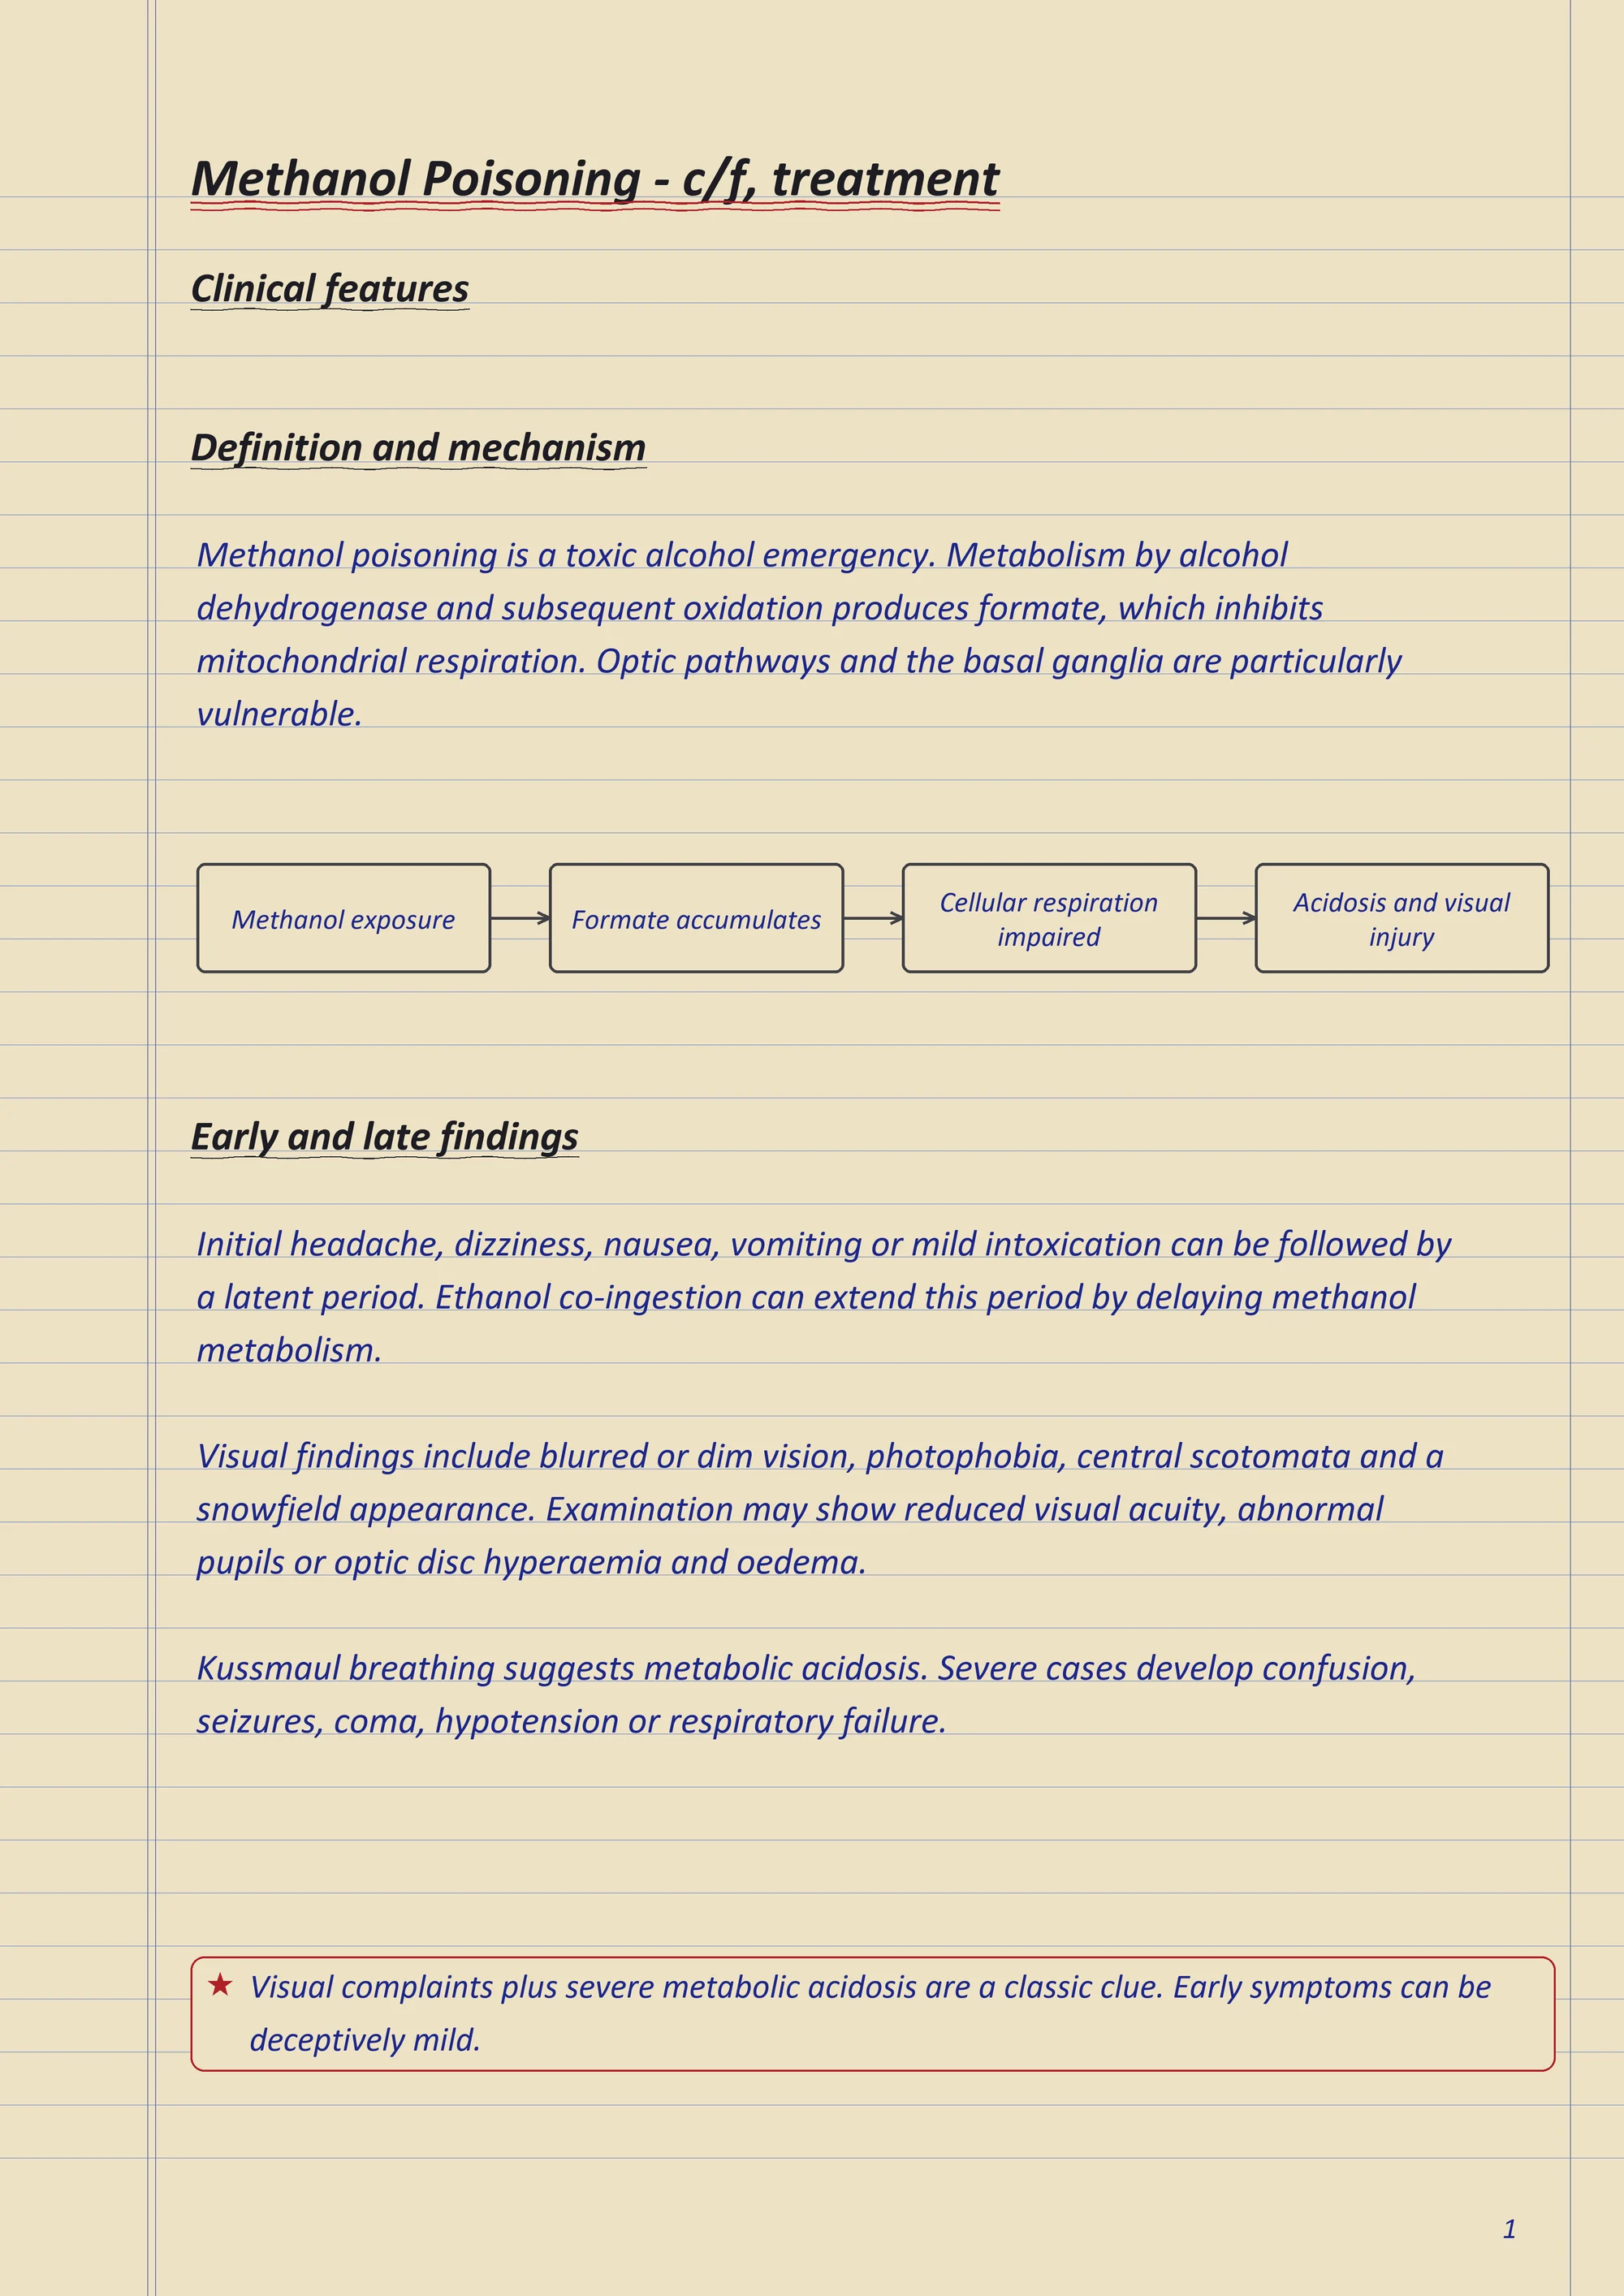 Methanol Poisoning - c/f, treatment
Clinical features
Definition and mechanism
Methanol poisoning is a toxic alcohol emergency. Metabolism by alcohol
dehydrogenase and subsequent oxidation produces formate, which inhibits
mitochondrial respiration. Optic pathways and the basal ganglia are particularly
vulnerable.
Methanol exposure
Formate accumulates
Cellular respiration
impaired
Acidosis and visual
injury
Early and late findings
Initial headache, dizziness, nausea, vomiting or mild intoxication can be followed by
a latent period. Ethanol co-ingestion can extend this period by delaying methanol
metabolism.
Visual findings include blurred or dim vision, photophobia, central scotomata and a
snowfield appearance. Examination may show reduced visual acuity, abnormal
pupils or optic disc hyperaemia and oedema.
Kussmaul breathing suggests metabolic acidosis. Severe cases develop confusion,
seizures, coma, hypotension or respiratory failure.
★ Visual complaints plus severe metabolic acidosis are a classic clue. Early symptoms can be
deceptively mild.
1